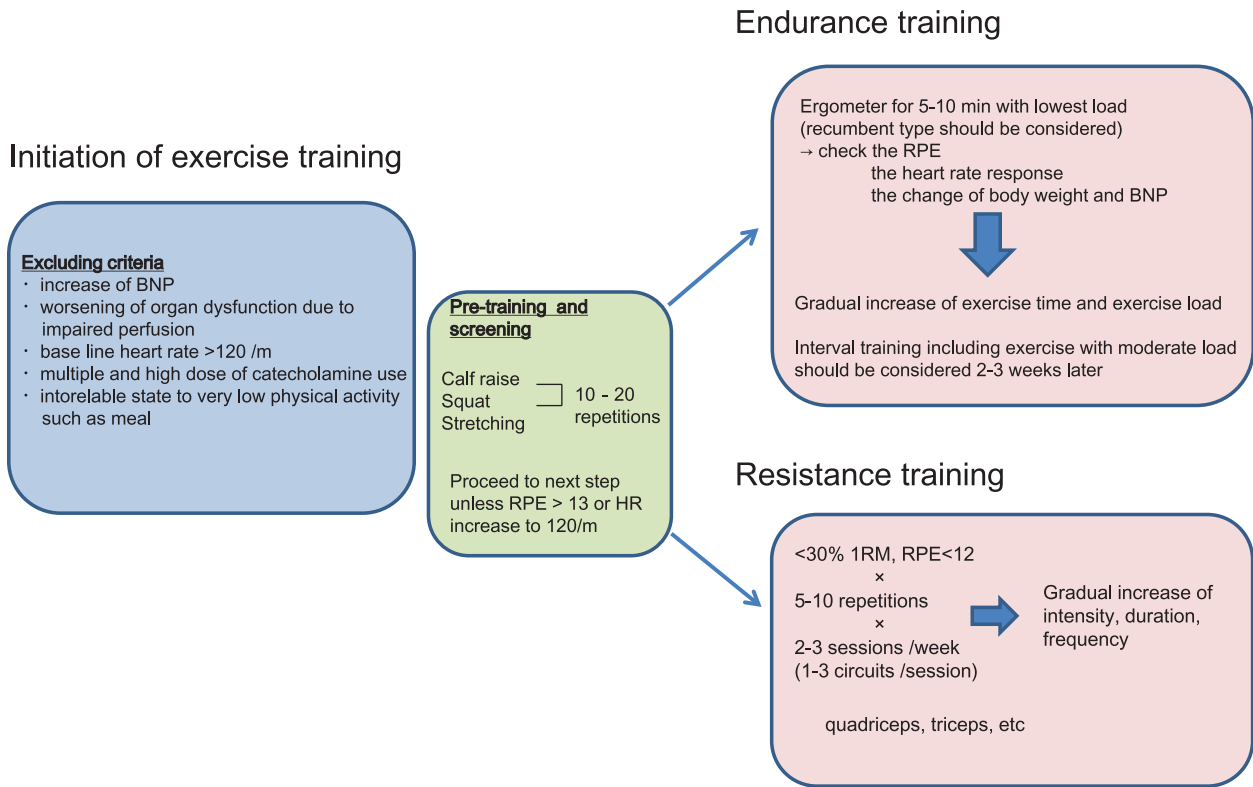 Initiation of exercise training
Excluding criteria
· increase of BNP
· worsening of organ dysfunction due to
impaired perfusion
· base line heart rate >120 /m
· multiple and high dose of catecholamine use
· intorelable state to very low physical activity
such as meal
Pre-training and
screening
Calf raise
Squat
Stretching
10 - 20
repetitions
Proceed to next step
unless RPE > 13 or HR
increase to 120/m
Endurance training
Ergometer for 5-10 min with lowest load
(recumbent type should be considered)
→ check the RPE
the heart rate response
the change of body weight and BNP
Gradual increase of exercise time and exercise load
Interval training including exercise with moderate load
should be considered 2-3 weeks later
Resistance training
<30% 1RM, RPE<12
×
5-10 repetitions
×
2-3 sessions /week
(1-3 circuits /session)
quadriceps, triceps, etc
Gradual increase of
intensity, duration,
frequency